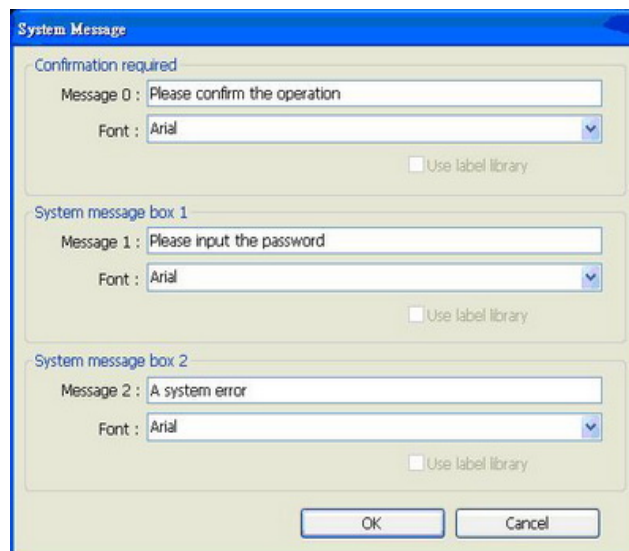 System Message
Confirmation required
Message 0 : Please confirm the operation
Font : Arial
Use label library
System message box 1
Message 1 : Please input the password
Font : Arial
Use label library
System message box 2
Message 2 : A system error
Font : Arial
Use label library
OK Cancel